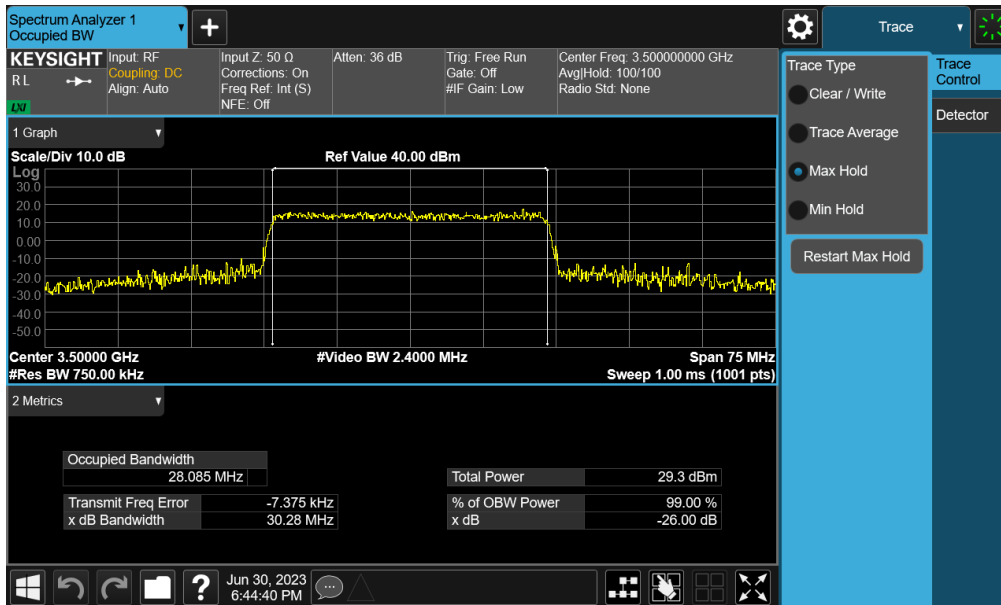 Spectrum Analyzer 1
Occupied BW
+
Trace
KEYSIGHT
R L
LXI
Input: RF
Coupling: DC
Align: Auto
Input Z: 50 Ω
Corrections: On
Freq Ref: Int (S)
NFE: Off
Atten: 36 dB
Trig: Free Run
Gate: Off
#IF Gain: Low
Center Freq: 3.500000000 GHz
Avg|Hold: 100/100
Radio Std: None
Trace Type
Clear / Write
Trace Average
Max Hold
Min Hold
Restart Max Hold
Trace
Control
Detector
1 Graph
Scale/Div 10.0 dB
Ref Value 40.00 dBm
Log
30.0
20.0
10.0
0.00
-10.0
-20.0
-30.0
-40.0
-50.0
Center 3.50000 GHz
#Video BW 2.4000 MHz
Span 75 MHz
#Res BW 750.00 kHz
Sweep 1.00 ms (1001 pts)
2 Metrics
Occupied Bandwidth
28.085 MHz
Total Power 29.3 dBm
Transmit Freq Error -7.375 kHz
% of OBW Power 99.00 %
x dB Bandwidth 30.28 MHz
x dB -26.00 dB
?
Jun 30, 2023
6:44:40 PM